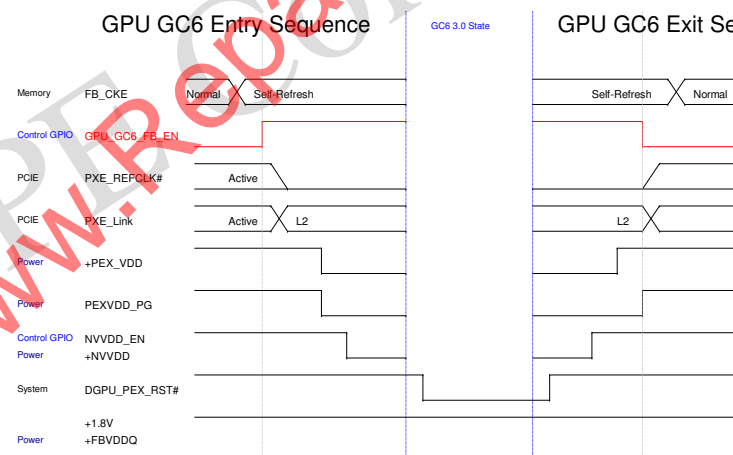 GPU GC6 Entry Sequence GC6 3.0 State GPU GC6 Exit Se
Memory FB_CKE Normal Self-Refresh Self-Refresh Normal
Control GPIO GPU_GC6_FB_EN
PCIE PXE_REFCLK# Active
PCIE PXE_Link Active L2 L2
Power +PEX_VDD
Power PEXVDD_PG
Control GPIO NVVDD_EN
Power +NVVDD
System DGPU_PEX_RST#
+1.8V
Power +FBVDDQ